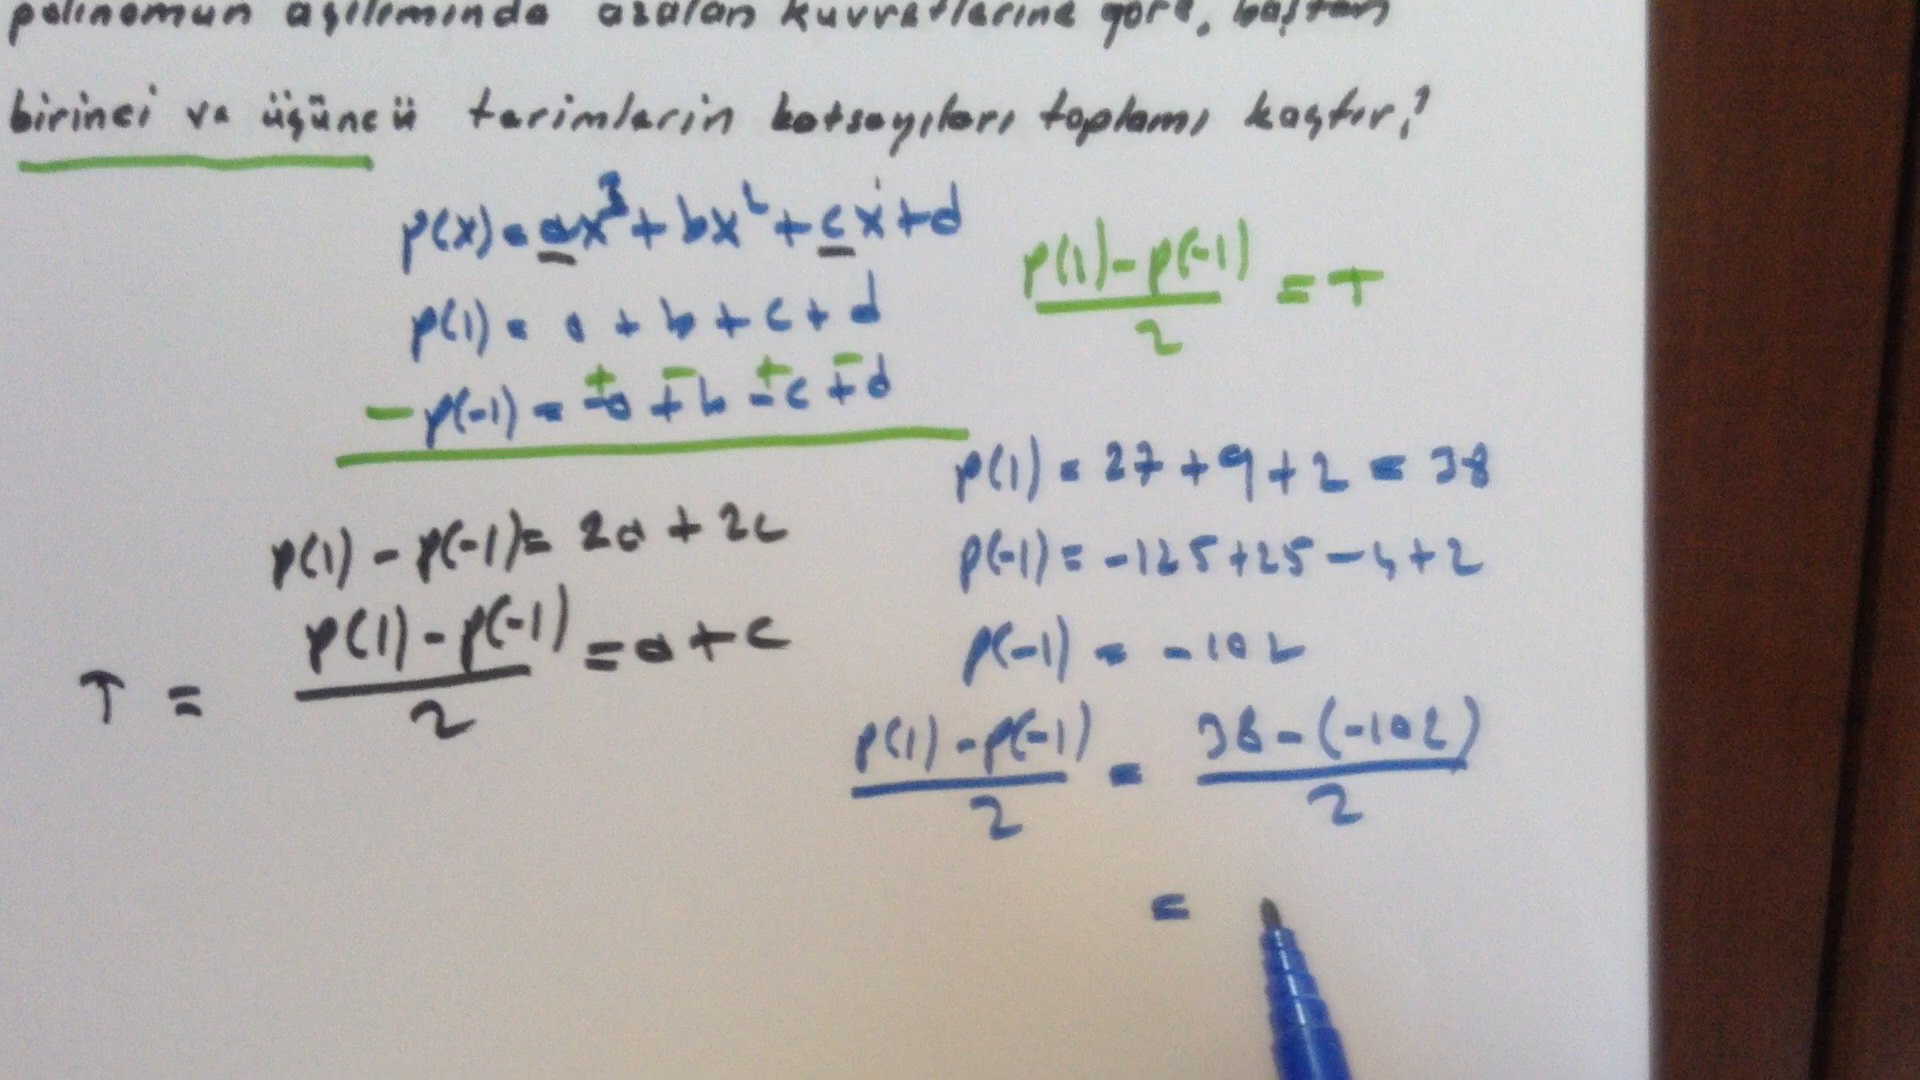 polinomun açılımında azalan kuvvetlerine göre, baştan
birinci ve üçüncü terimlerin katsayıları toplamı kaçtır?
p(x) = ax³ + bx² + cx¹ + d
p(1) = a + b + c + d
- p(-1) = -a + b - c + d
+ - + -
p(1) - p(-1) = 2a + 2c
T = (p(1) - p(-1))/2 = a + c
(p(1) - p(-1))/2 = T
p(1) = 27 + 9 + 2 = 38
p(-1) = -125 + 25 - 4 + 2
p(-1) = -102
(p(1) - p(-1))/2 = (38 - (-102))/2
=